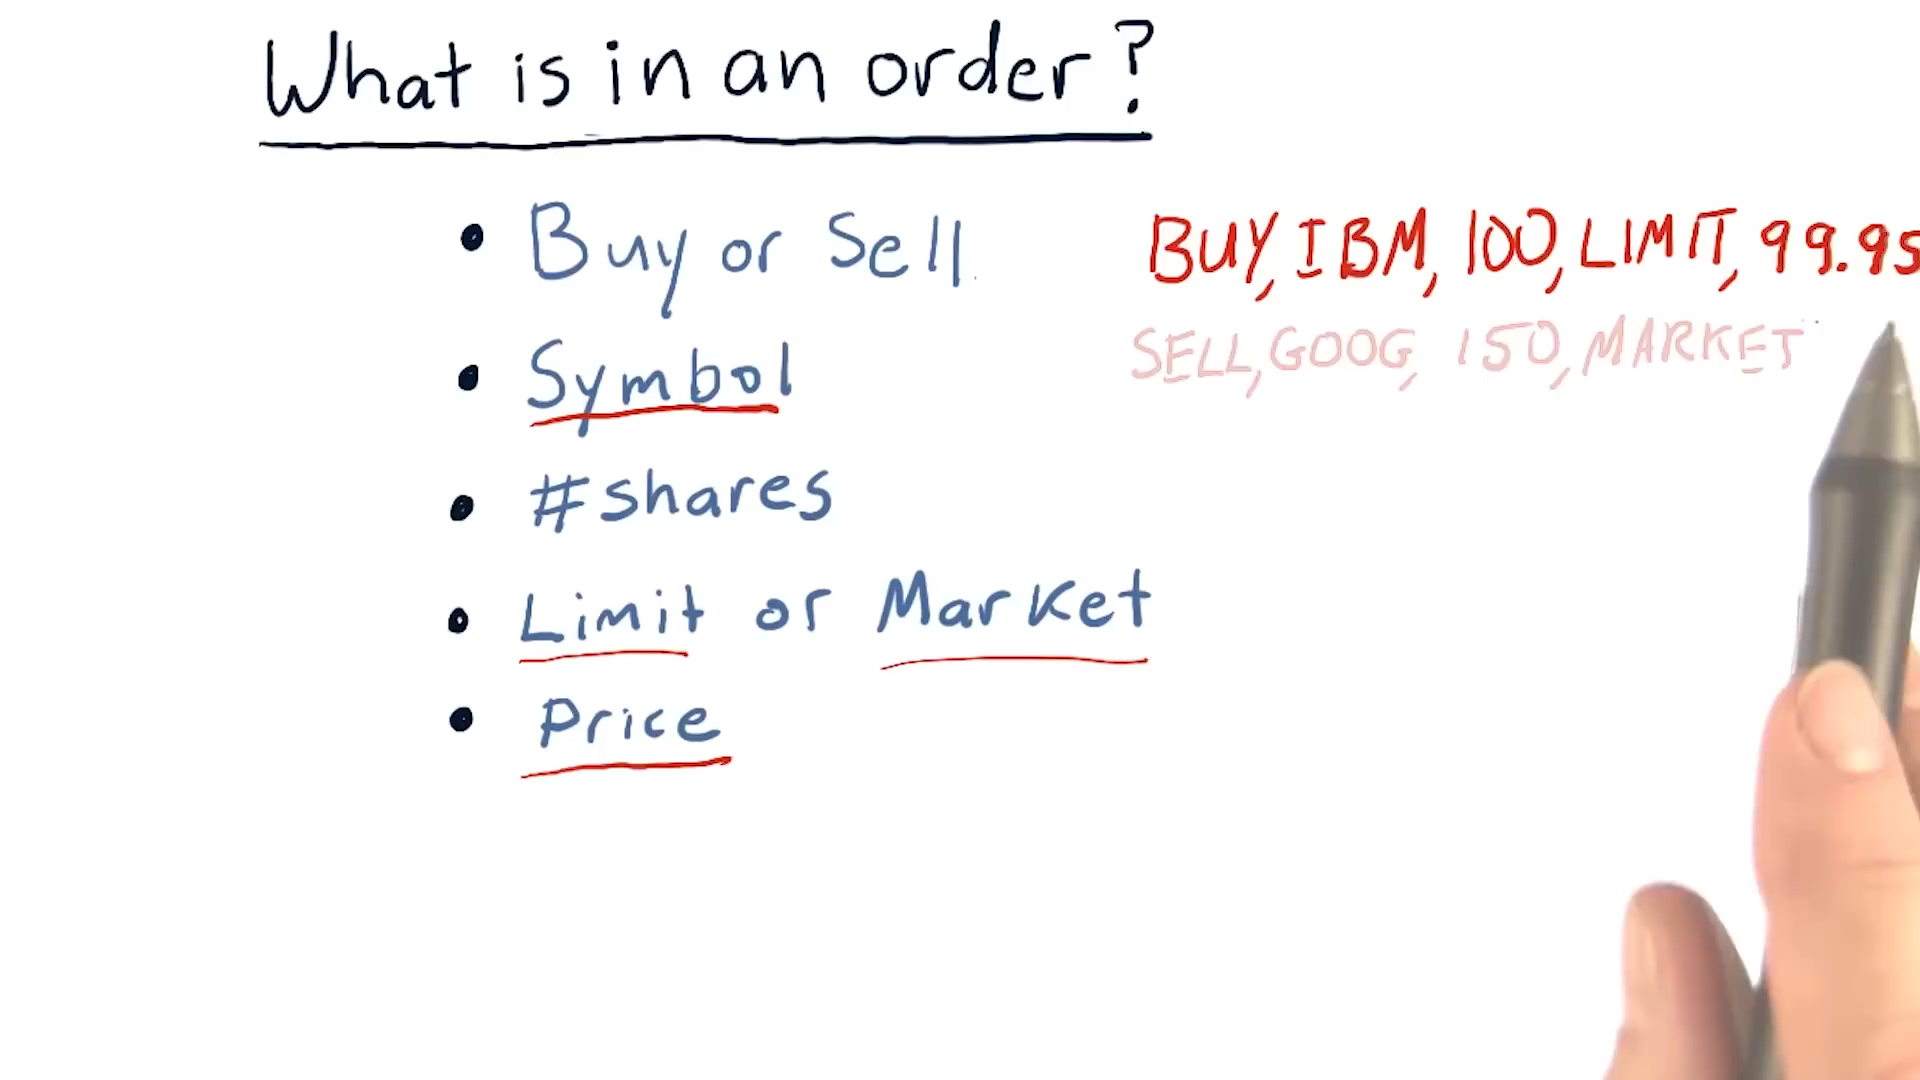 What is in an order?
• Buy or Sell
• Symbol
• #shares
• Limit or Market
• Price
BUY, IBM, 100, LIMIT, 99.95
SELL, GOOG, 150, MARKET